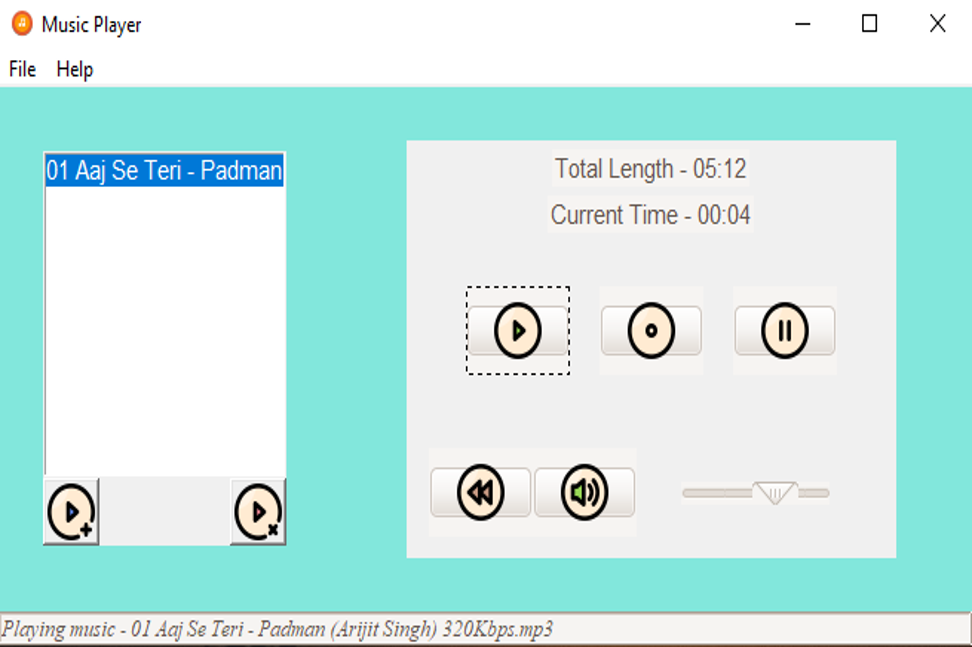 Music Player
File Help
01 Aaj Se Teri - Padman
Total Length - 05:12
Current Time - 00:04
Playing music - 01 Aaj Se Teri - Padman (Arijit Singh) 320Kbps.mp3